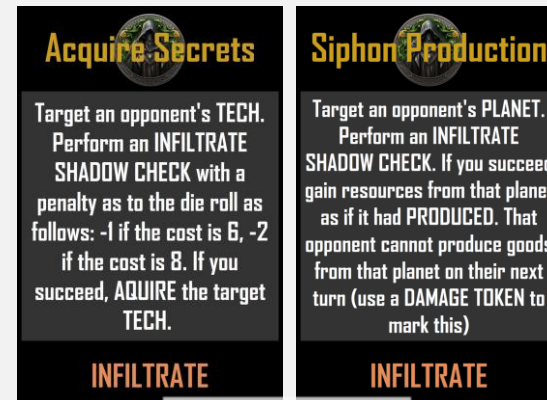 Acquire Secrets
Target an opponent's TECH.
Perform an INFILTRATE
SHADOW CHECK with a
penalty as to the die roll as
follows: -1 if the cost is 6, -2
if the cost is 8. If you
succeed, AQUIRE the target
TECH.
INFILTRATE
Siphon Production
Target an opponent's PLANET.
Perform an INFILTRATE
SHADOW CHECK. If you succeed
gain resources from that planet
as if it had PRODUCED. That
opponent cannot produce goods
from that planet on their next
turn (use a DAMAGE TOKEN to
mark this)
INFILTRATE